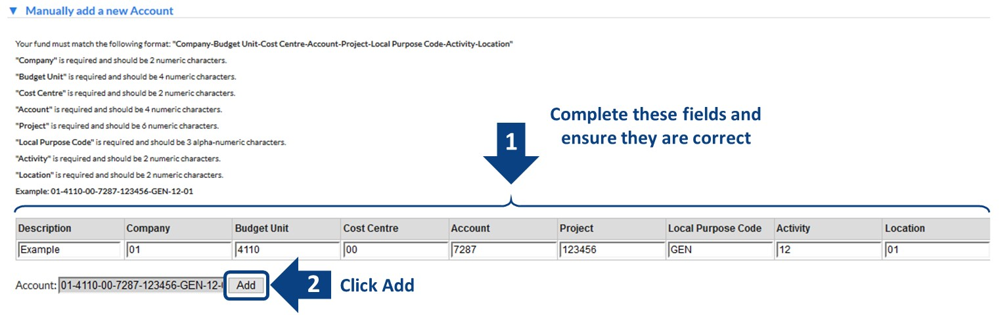 ▼ Manually add a new Account
Your fund must match the following format: "Company-Budget Unit-Cost Centre-Account-Project-Local Purpose Code-Activity-Location"
"Company" is required and should be 2 numeric characters.
"Budget Unit" is required and should be 4 numeric characters.
"Cost Centre" is required and should be 2 numeric characters.
"Account" is required and should be 4 numeric characters.
"Project" is required and should be 6 numeric characters.
"Local Purpose Code" is required and should be 3 alpha-numeric characters.
"Activity" is required and should be 2 numeric characters.
"Location" is required and should be 2 numeric characters.
Example: 01-4110-00-7287-123456-GEN-12-01
1
Complete these fields and
ensure they are correct
Description Company Budget Unit Cost Centre Account Project Local Purpose Code Activity Location
Example 01 4110 00 7287 123456 GEN 12 01
Account: 01-4110-00-7287-123456-GEN-12- Add 2 Click Add